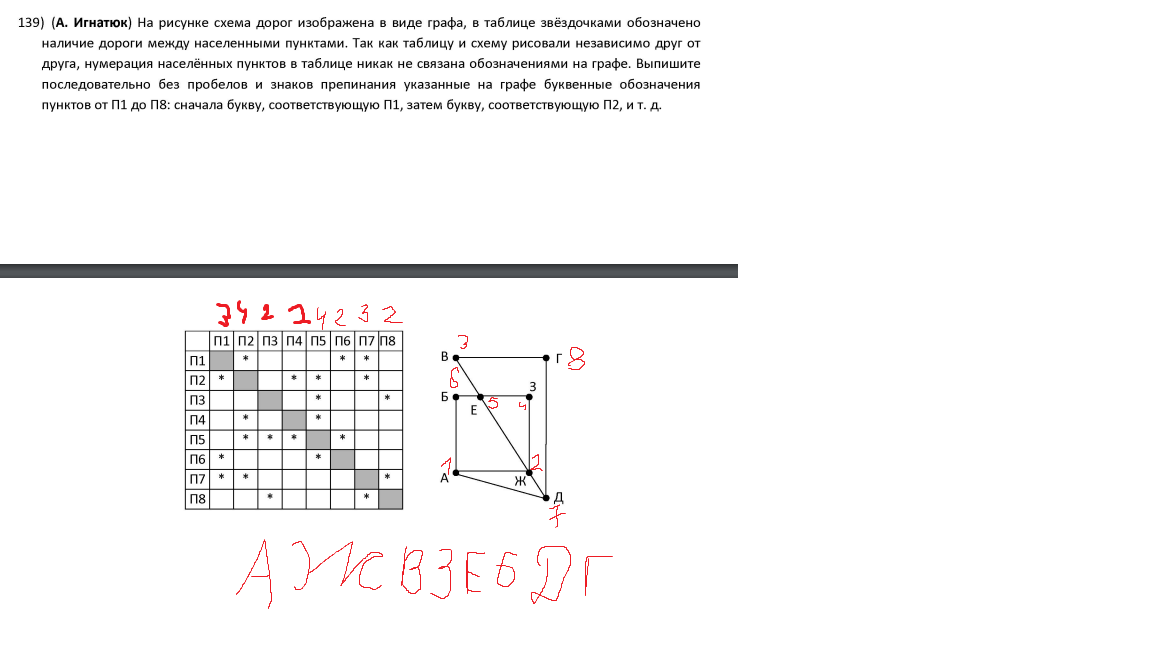 139) (А. Игнатюк) На рисунке схема дорог изображена в виде графа, в таблице звёздочками обозначено
наличие дороги между населенными пунктами. Так как таблицу и схему рисовали независимо друг от
друга, нумерация населённых пунктов в таблице никак не связана обозначениями на графе. Выпишите
последовательно без пробелов и знаков препинания указанные на графе буквенные обозначения
пунктов от П1 до П8: сначала букву, соответствующую П1, затем букву, соответствующую П2, и т. д.
3 4 2 2 4 2 3 2
П1 П2 П3 П4 П5 П6 П7 П8
П1 * * *
П2 * * * *
П3 * *
П4 * *
П5 * * * *
П6 * *
П7 * * *
П8 * *
В 3 Г 8
Б 6 Е 5 З 4
А 1 Ж 2
Д 7
АЖВЗЕБДГ